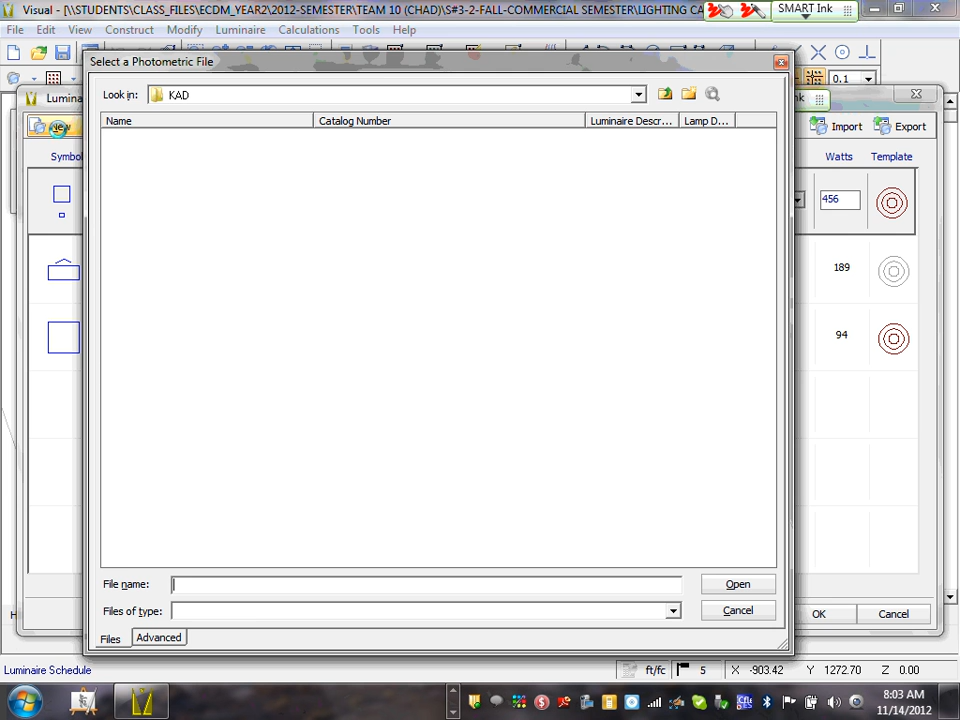 Visual - [\\STUDENTS\CLASS_FILES\ECDM_YEAR2\2012-SEMESTER\TEAM 10 (CHAD)\S#3-2-FALL-COMMERCIAL SEMESTER\LIGHTING CA
SMART Ink
File Edit View Construct Modify Luminaire Calculations Tools Help
Select a Photometric File
0.1
Look in: KAD
Lumina
nk
Name Catalog Number Luminaire Descr... Lamp D...
New
Import Export
Symbo
Watts Template
456
189
94
File name: Open
Files of type: Cancel
OK Cancel
Files Advanced
Luminaire Schedule
ft/fc 5 X -903.42 Y 1272.70 Z 0.00
8:03 AM
11/14/2012